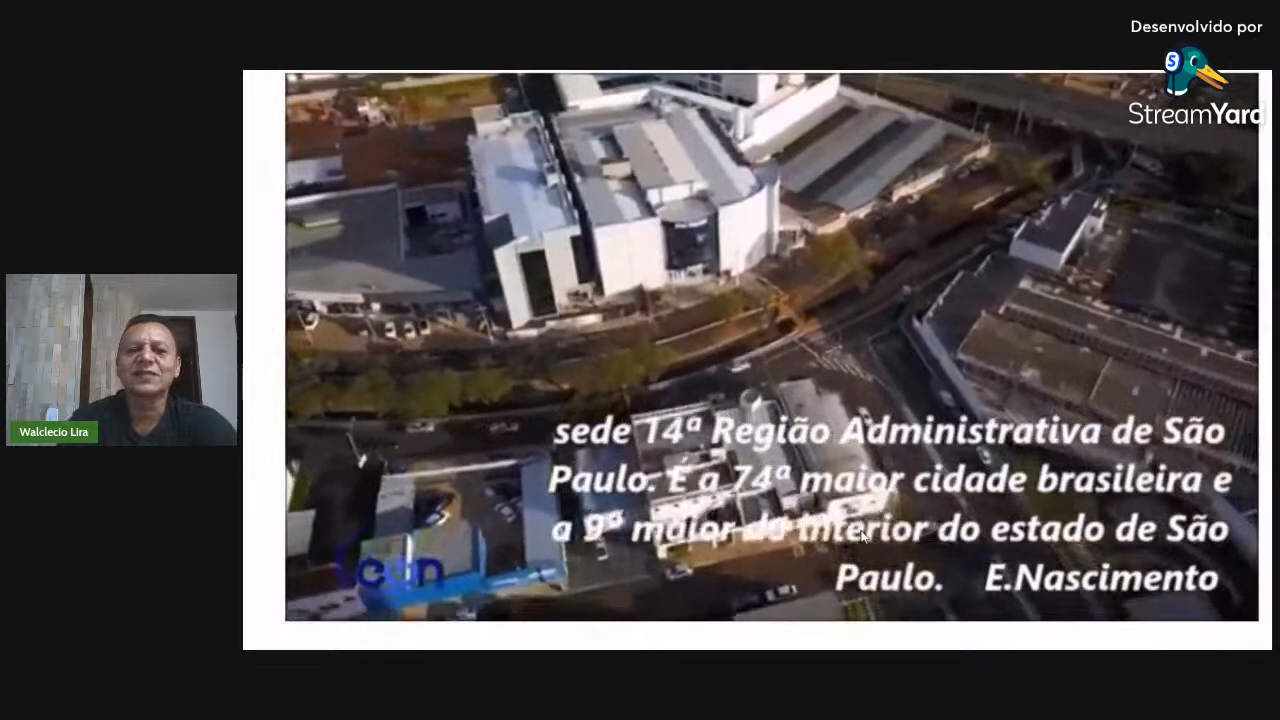 Desenvolvido por
StreamYard
sede 14ª Região Administrativa de São
Paulo. É a 74ª maior cidade brasileira e
a 9ª maior do interior do estado de São
Paulo. E.Nascimento
Walclecio Lira